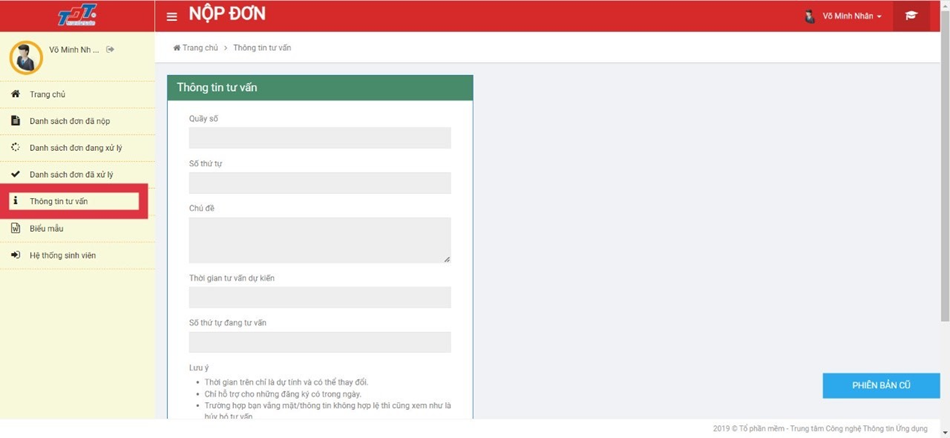 TDT
NỘP ĐƠN
Võ Minh Nhân
Võ Minh Nh ...
Trang chủ > Thông tin tư vấn
Trang chủ
Danh sách đơn đã nộp
Danh sách đơn đang xử lý
Danh sách đơn đã xử lý
Thông tin tư vấn
Biểu mẫu
Hệ thống sinh viên
Thông tin tư vấn
Quầy số
Số thứ tự
Chủ đề
Thời gian tư vấn dự kiến
Số thứ tự đang tư vấn
Lưu ý
• Thời gian trên chỉ là dự tính và có thể thay đổi.
• Chỉ hỗ trợ cho những đăng ký có trong ngày.
• Trường hợp bạn vắng mặt/thông tin không hợp lệ thì cũng xem như là
hủy bỏ tư vấn
PHIÊN BẢN CŨ
2019 © Tổ phần mềm - Trung tâm Công nghệ Thông tin Ứng dụng